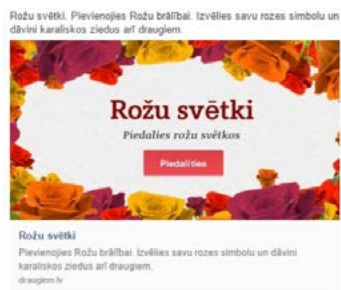 Rožu svētki. Pievienojies Rožu brālībai. Izvēlies savu rozes simbolu un
dāvini karaliskos ziedus arī draugiem.
Rožu svētki
Piedalies rožu svētkos
Piedalīties
Rožu svētki
Pievienojies Rožu brālībai. Izvēlies savu rozes simbolu un dāvini
karaliskos ziedus arī draugiem.
draugiem.lv